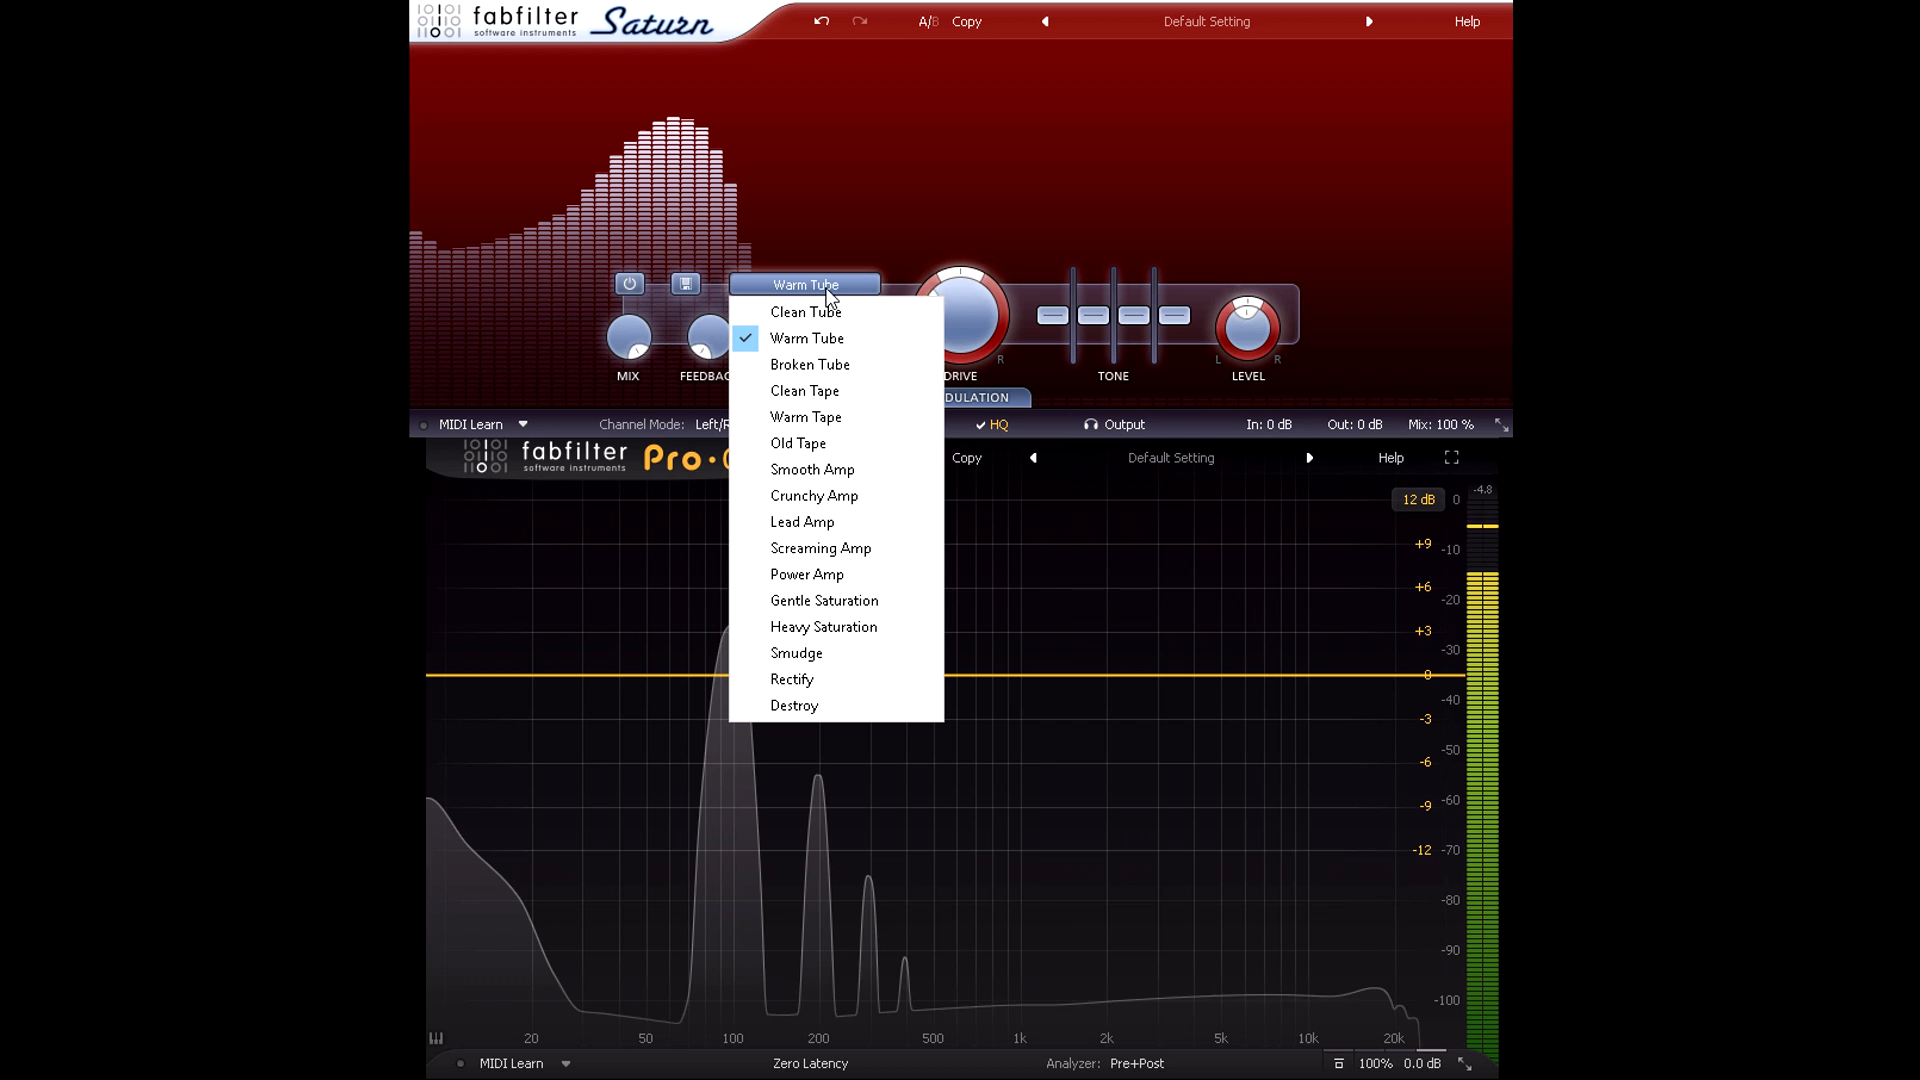 fabfilter
software instruments
Saturn
A/B Copy
Default Setting
Help
Warm Tube
Clean Tube
Warm Tube
Broken Tube
Clean Tape
Warm Tape
Old Tape
Smooth Amp
Crunchy Amp
Lead Amp
Screaming Amp
Power Amp
Gentle Saturation
Heavy Saturation
Smudge
Rectify
Destroy
MIX
FEEDBAC
DRIVE
R
TONE
L
R
LEVEL
DULATION
MIDI Learn
Channel Mode: Left/R
HQ
Output
In: 0 dB
Out: 0 dB
Mix: 100 %
fabfilter
software instruments
Pro
Copy
Default Setting
Help
12 dB 0 -4.8
+9 -10
+6 -20
+3 -30
0 -40
-3 -50
-6
-9 -60
-12 -70
-80
-90
-100
20 50 100 200 500 1k 2k 5k 10k 20k
MIDI Learn
Zero Latency
Analyzer: Pre+Post
100% 0.0 dB